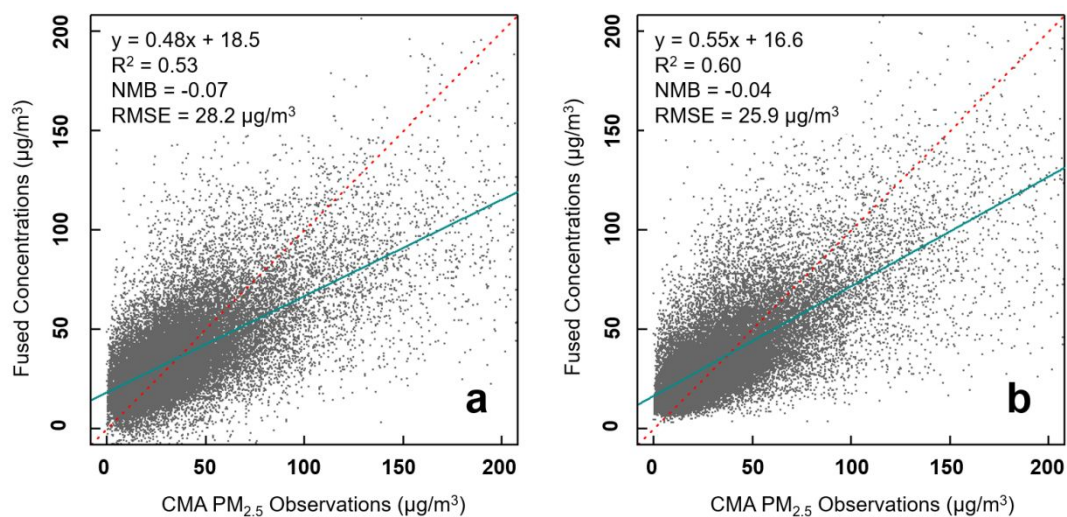 y = 0.48x + 18.5
R² = 0.53
NMB = -0.07
RMSE = 28.2 µg/m³
200
150
100
50
0
Fused Concentrations (µg/m³)
a
0 50 100 150 200
CMA PM₂.₅ Observations (µg/m³)
y = 0.55x + 16.6
R² = 0.60
NMB = -0.04
RMSE = 25.9 µg/m³
200
150
100
50
0
Fused Concentrations (µg/m³)
b
0 50 100 150 200
CMA PM₂.₅ Observations (µg/m³)